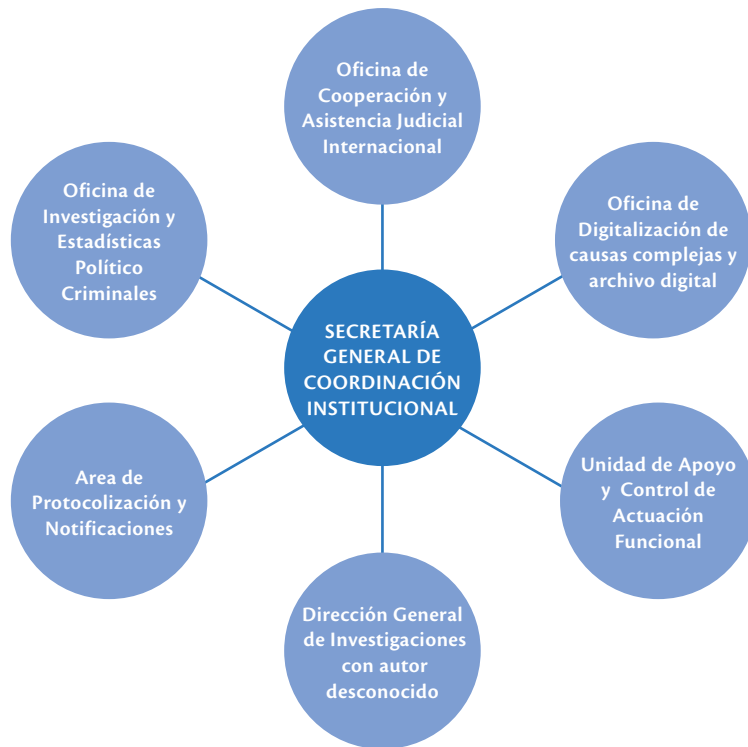 Oficina de
Cooperación y
Asistencia Judicial
Internacional
Oficina de
Investigación y
Estadísticas
Político
Criminales
Oficina de
Digitalización de
causas complejas y
archivo digital
SECRETARÍA
GENERAL DE
COORDINACIÓN
INSTITUCIONAL
Area de
Protocolización y
Notificaciones
Unidad de Apoyo
y Control de
Actuación
Funcional
Dirección General
de Investigaciones
con autor
desconocido